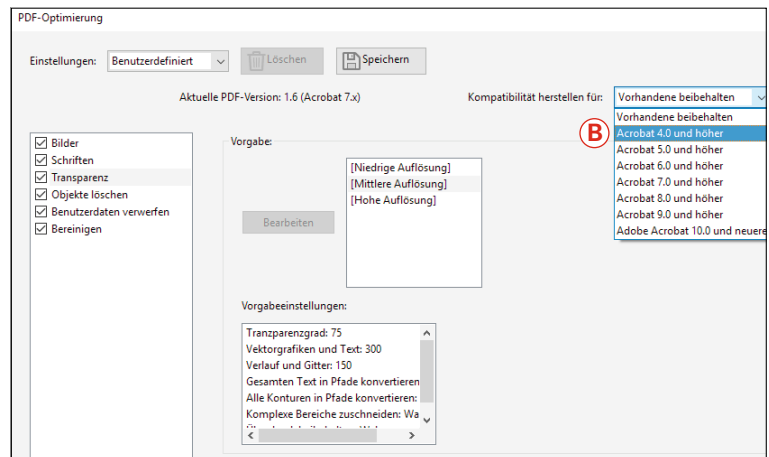 PDF-Optimierung
Einstellungen: Benutzerdefiniert Löschen Speichern
Aktuelle PDF-Version: 1.6 (Acrobat 7.x) Kompatibilität herstellen für: Vorhandene beibehalten
Vorhandene beibehalten
B Acrobat 4.0 und höher
Acrobat 5.0 und höher
Acrobat 6.0 und höher
Acrobat 7.0 und höher
Acrobat 8.0 und höher
Acrobat 9.0 und höher
Adobe Acrobat 10.0 und neuere
Bilder
Schriften
Transparenz
Objekte löschen
Benutzerdaten verwerfen
Bereinigen
Vorgabe:
[Niedrige Auflösung]
[Mittlere Auflösung]
[Hohe Auflösung]
Bearbeiten
Vorgabeeinstellungen:
Tranzparenzgrad: 75
Vektorgrafiken und Text: 300
Verlauf und Gitter: 150
Gesamten Text in Pfade konvertieren
Alle Konturen in Pfade konvertieren:
Komplexe Bereiche zuschneiden: Wa